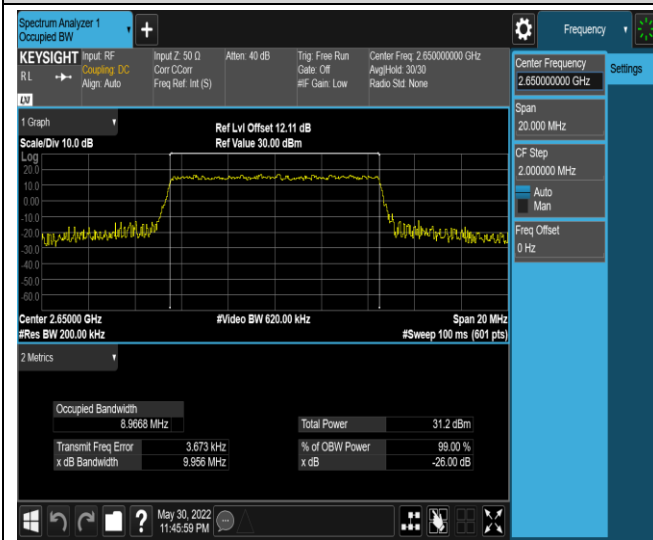 Spectrum Analyzer 1
Occupied BW
+
Frequency
KEYSIGHT
RL
LXI
Input: RF
Coupling: DC
Align: Auto
Input Z: 50 Ω
Corr CCorr
Freq Ref: Int (S)
Atten: 40 dB
Trig: Free Run
Gate: Off
#IF Gain: Low
Center Freq: 2.650000000 GHz
Avg|Hold: 30/30
Radio Std: None
Center Frequency
2.650000000 GHz
Settings
Span
20.000 MHz
CF Step
2.000000 MHz
Auto
Man
Freq Offset
0 Hz
1 Graph
Scale/Div 10.0 dB
Ref Lvl Offset 12.11 dB
Ref Value 30.00 dBm
Log
20.0
10.0
0.00
-10.0
-20.0
-30.0
-50.0
-60.0
Center 2.65000 GHz
#Video BW 620.00 kHz
Span 20 MHz
#Res BW 200.00 kHz
#Sweep 100 ms (601 pts)
2 Metrics
Occupied Bandwidth
8.9668 MHz
Total Power 31.2 dBm
Transmit Freq Error 3.673 kHz
% of OBW Power 99.00 %
x dB Bandwidth 9.956 MHz
x dB -26.00 dB
?
May 30, 2022
11:45:59 PM